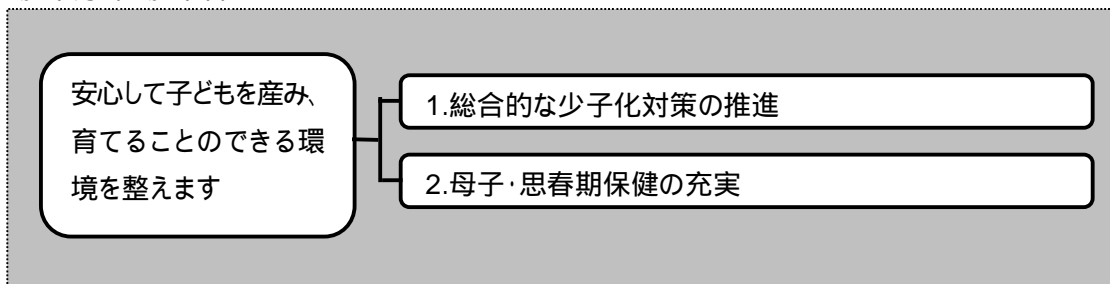 安心して子どもを産み、
育てることのできる環
境を整えます
1.総合的な少子化対策の推進
2.母子･思春期保健の充実